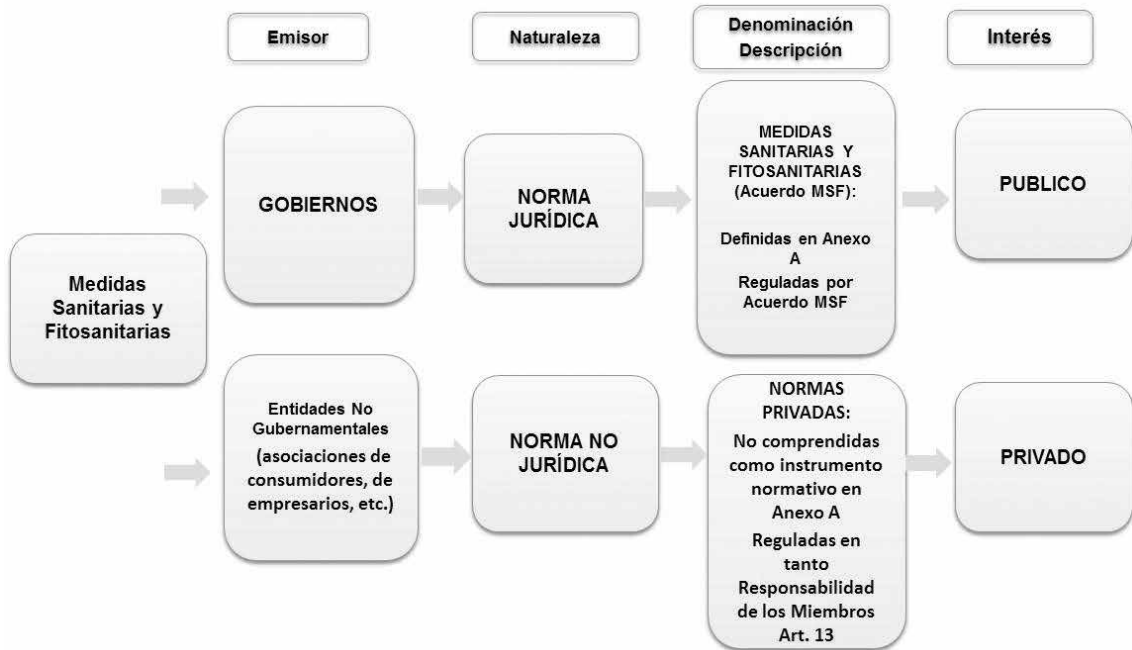 Emisor
Naturaleza
Denominación
Descripción
Interés
Medidas
Sanitarias y
Fitosanitarias
GOBIERNOS
NORMA
JURÍDICA
MEDIDAS
SANITARIAS Y
FITOSANITARIAS
(Acuerdo MSF):
Definidas en Anexo
A
Reguladas por
Acuerdo MSF
PUBLICO
Entidades No
Gubernamentales
(asociaciones de
consumidores, de
empresarios, etc.)
NORMA NO
JURÍDICA
NORMAS
PRIVADAS:
No comprendidas
como instrumento
normativo en
Anexo A
Reguladas en
tanto
Responsabilidad
de los Miembros
Art. 13
PRIVADO